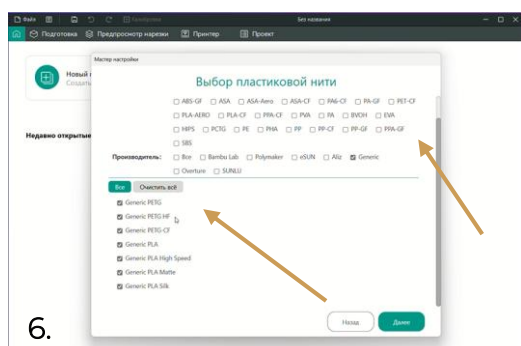 Файл
Без названия
Подготовка Предпросмотр нарезки Принтер Проект
Мастер настройки
Выбор пластиковой нити
Новый
Создать
ABS-GF ASA ASA-Aero ASA-CF PA6-CF PA-GF PET-CF
PLA-AERO PLA-CF PPA-CF PVA PA BVOH EVA
HIPS PCTG PE PHA PP PP-CF PP-GF PPA-GF
SBS
Недавно открытые
Производитель: Все Bambu Lab Polymaker eSUN Aliz Generic
Overture SUNLU
Все Очистить всё
Generic PETG
Generic PETG HF
Generic PETG-CF
Generic PLA
Generic PLA High Speed
Generic PLA Matte
Generic PLA Silk
Назад Далее
6.